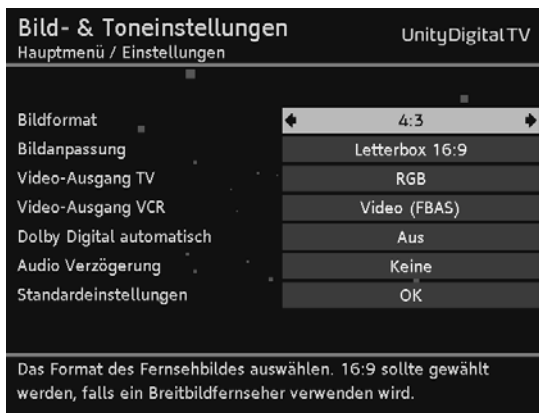 Bild- & Toneinstellungen
UnityDigitalTV
Hauptmenü / Einstellungen
Bildformat 4:3
Bildanpassung Letterbox 16:9
Video-Ausgang TV RGB
Video-Ausgang VCR Video (FBAS)
Dolby Digital automatisch Aus
Audio Verzögerung Keine
Standardeinstellungen OK
Das Format des Fernsehbildes auswählen. 16:9 sollte gewählt
werden, falls ein Breitbildfernseher verwenden wird.